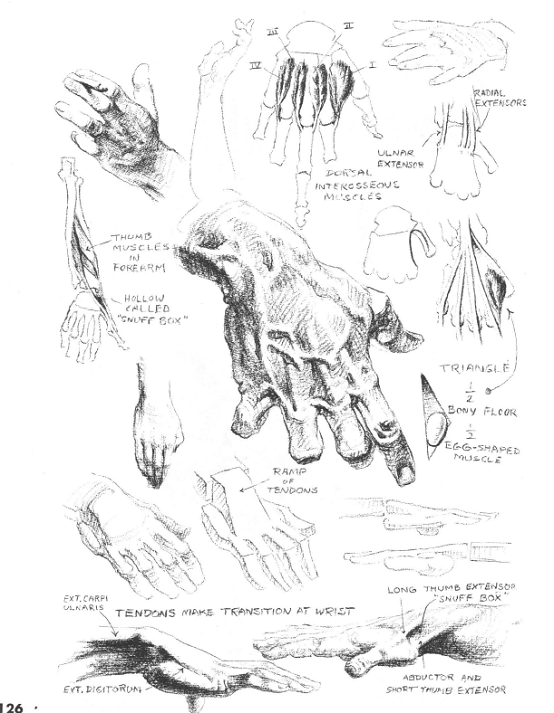 III
II
IV
I
RADIAL
EXTENSORS
ULNAR
EXTENSOR
DORSAL
INTEROSSEOUS
MUSCLES
THUMB
MUSCLES
IN
FOREARM
HOLLOW
CALLED
"SNUFF BOX"
TRIANGLE
1/2
BONY FLOOR
1/2
EGG-SHAPED
MUSCLE
RAMP
OF
TENDONS
EXT. CARPI
ULNARIS
TENDONS MAKE TRANSITION AT WRIST
LONG THUMB EXTENSOR
"SNUFF BOX"
EXT. DIGITORUM
ABDUCTOR AND
SHORT THUMB EXTENSOR
126